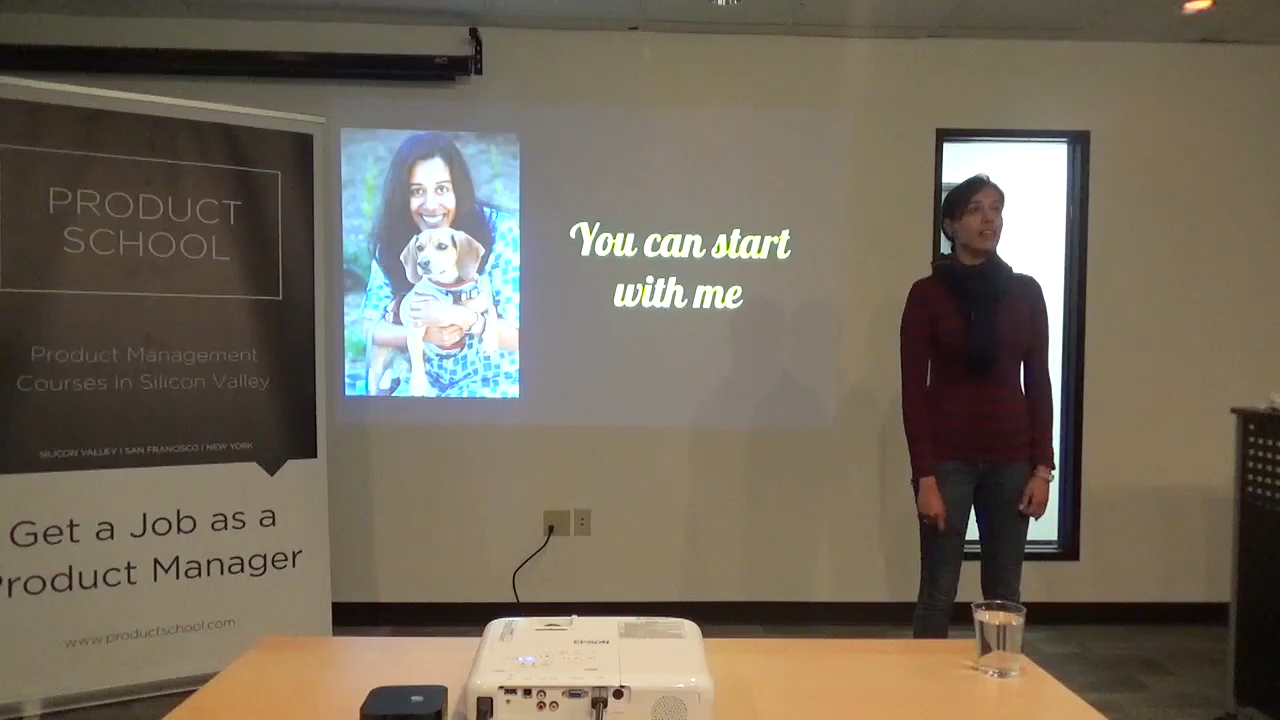 PRODUCT
SCHOOL
Product Management
Courses in Silicon Valley
SILICON VALLEY | SAN FRANCISCO | NEW YORK
Get a Job as a
Product Manager
www.productschool.com
You can start
with me
EPSON